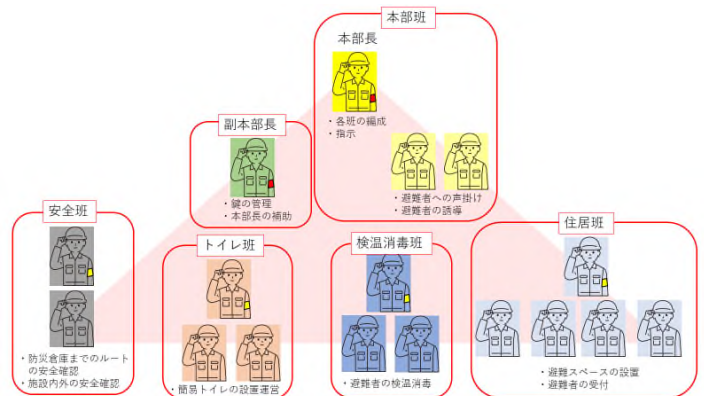 本部班
本部長
・各班の編成
・指示
・避難者への声掛け
・避難者の誘導
副本部長
・鍵の管理
・本部長の補助
安全班
・防災倉庫までのルート
の安全確認
・施設内外の安全確認
トイレ班
・簡易トイレの設置運営
検温消毒班
・避難者の検温消毒
住居班
・避難スペースの設置
・避難者の受付